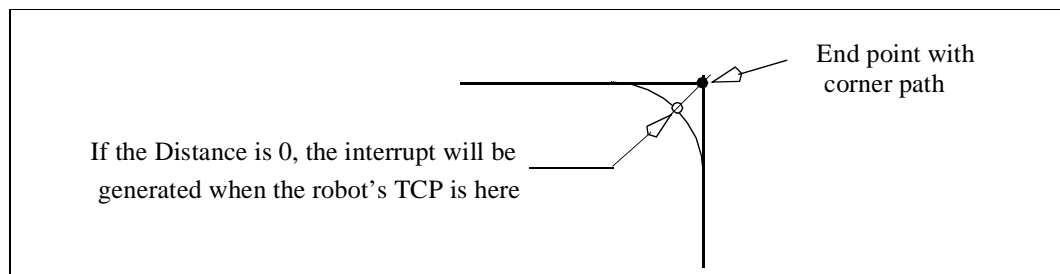 End point with
corner path
If the Distance is 0, the interrupt will be
generated when the robot's TCP is here